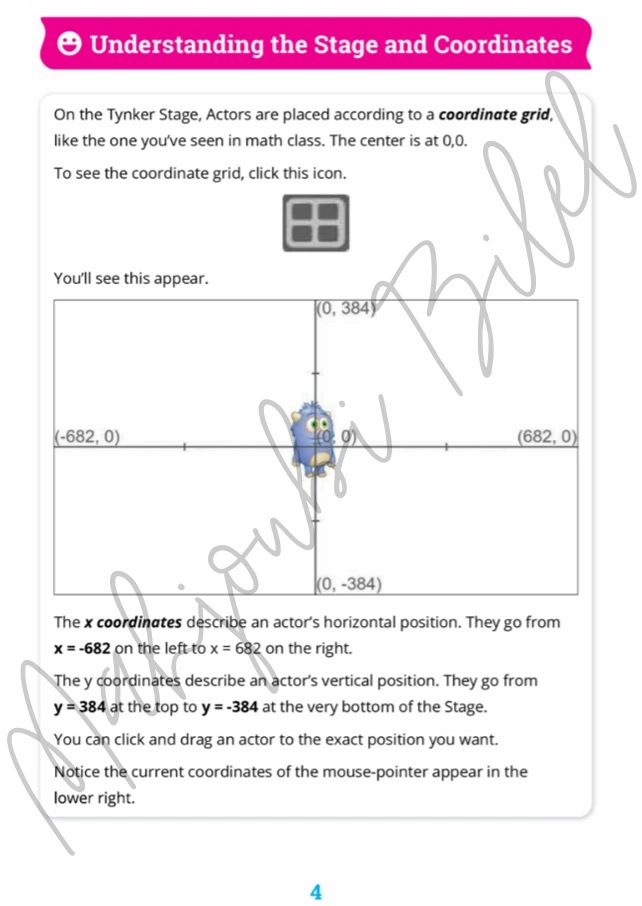 Understanding the Stage and Coordinates
On the Tynker Stage, Actors are placed according to a coordinate grid,
like the one you've seen in math class. The center is at 0,0.
To see the coordinate grid, click this icon.
You'll see this appear.
(0, 384)
(-682, 0)
(0, 0)
(682, 0)
(0, -384)
The x coordinates describe an actor's horizontal position. They go from
x = -682 on the left to x = 682 on the right.
The y coordinates describe an actor's vertical position. They go from
y = 384 at the top to y = -384 at the very bottom of the Stage.
You can click and drag an actor to the exact position you want.
Notice the current coordinates of the mouse-pointer appear in the
lower right.
4
Mahjoubi Bilel